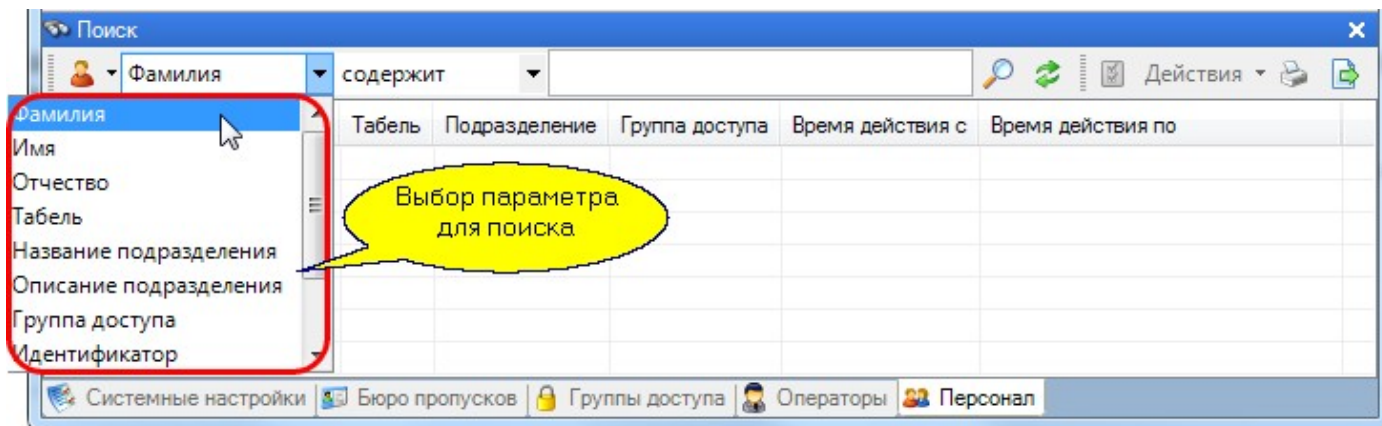 Поиск
Фамилия содержит Действия
Фамилия
Имя
Отчество
Табель
Название подразделения
Описание подразделения
Группа доступа
Идентификатор
Табель Подразделение Группа доступа Время действия с Время действия по
Выбор параметра
для поиска
Системные настройки Бюро пропусков Группы доступа Операторы Персонал